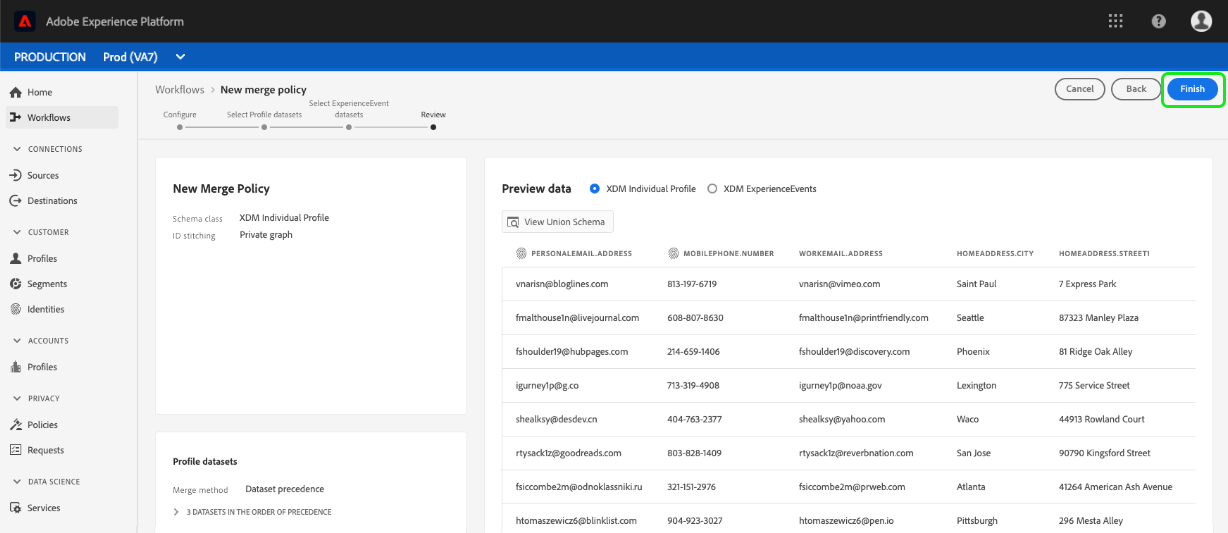 Adobe Experience Platform
PRODUCTION Prod (VA7)
Home
Workflows
CONNECTIONS
Sources
Destinations
CUSTOMER
Profiles
Segments
Identities
ACCOUNTS
Profiles
PRIVACY
Policies
Requests
DATA SCIENCE
Services
Workflows > New merge policy
Cancel Back Finish
Configure
Select Profile datasets
Select ExperienceEvent
datasets
Review
New Merge Policy
Schema class XDM Individual Profile
ID stitching Private graph
Profile datasets
Merge method Dataset precedence
3 DATASETS IN THE ORDER OF PRECEDENCE
Preview data XDM Individual Profile XDM ExperienceEvents
View Union Schema
PERSONALEMAIL.ADDRESS MOBILEPHONE.NUMBER WORKEMAIL.ADDRESS HOMEADDRESS.CITY HOMEADDRESS.STREET1
vnarisn@bloglines.com 813-197-6719 vnarisn@vimeo.com Saint Paul 7 Express Park
fmalthouse1n@livejournal.com 608-807-8630 fmalthouse1n@printfriendly.com Seattle 87323 Manley Plaza
fshoulder19@hubpages.com 214-659-1406 fshoulder19@discovery.com Phoenix 81 Ridge Oak Alley
igurney1p@g.co 713-319-4908 igurney1p@noaa.gov Lexington 775 Service Street
shealksy@desdev.cn 404-763-2377 shealksy@yahoo.com Waco 44913 Rowland Court
rtysack1z@goodreads.com 803-828-1409 rtysack1z@reverbnation.com San Jose 90790 Kingsford Street
fsiccombe2m@odnoklassniki.ru 321-151-2976 fsiccombe2m@prweb.com Atlanta 41264 American Ash Avenue
htomaszewicz6@blinklist.com 904-923-3027 htomaszewicz6@pen.io Pittsburgh 296 Mesta Alley